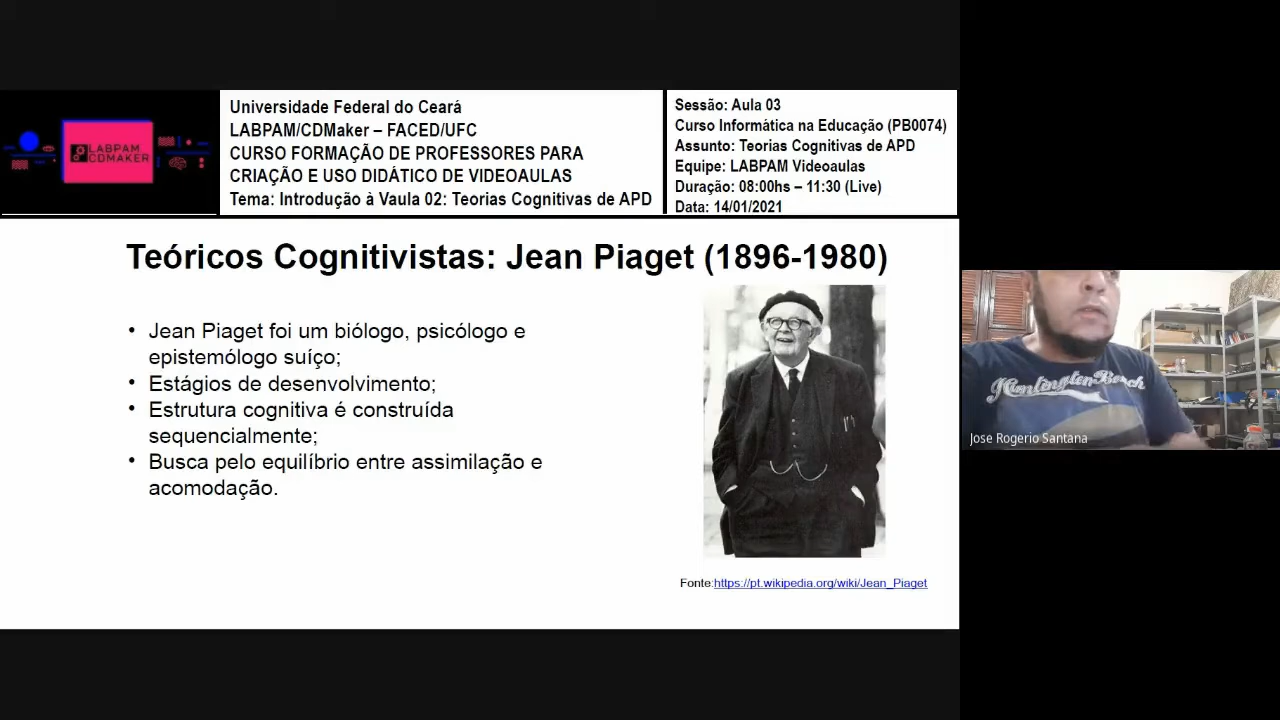 LABPAM
CDMAKER
Universidade Federal do Ceará
LABPAM/CDMaker – FACED/UFC
CURSO FORMAÇÃO DE PROFESSORES PARA
CRIAÇÃO E USO DIDÁTICO DE VIDEOAULAS
Tema: Introdução à Vaula 02: Teorias Cognitivas de APD
Sessão: Aula 03
Curso Informática na Educação (PB0074)
Assunto: Teorias Cognitivas de APD
Equipe: LABPAM Videoaulas
Duração: 08:00hs – 11:30 (Live)
Data: 14/01/2021
Teóricos Cognitivistas: Jean Piaget (1896-1980)
• Jean Piaget foi um biólogo, psicólogo e
epistemólogo suíço;
• Estágios de desenvolvimento;
• Estrutura cognitiva é construída
sequencialmente;
• Busca pelo equilíbrio entre assimilação e
acomodação.
Fonte:https://pt.wikipedia.org/wiki/Jean_Piaget
Huntington Beach
Jose Rogerio Santana